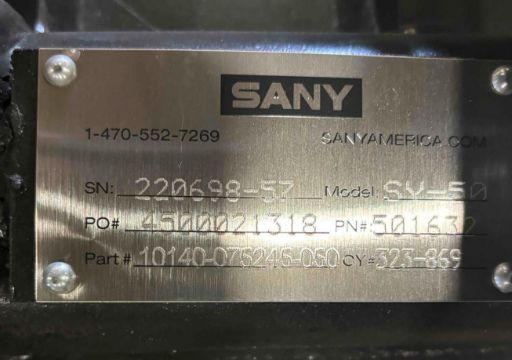 SANY
1-470-552-7269 SANYAMERICA.COM
SN: 220698-57 Model: SY-50
PO# 4500021318 PN# 501632
Part # 10140-075245-050 CY# 323-869